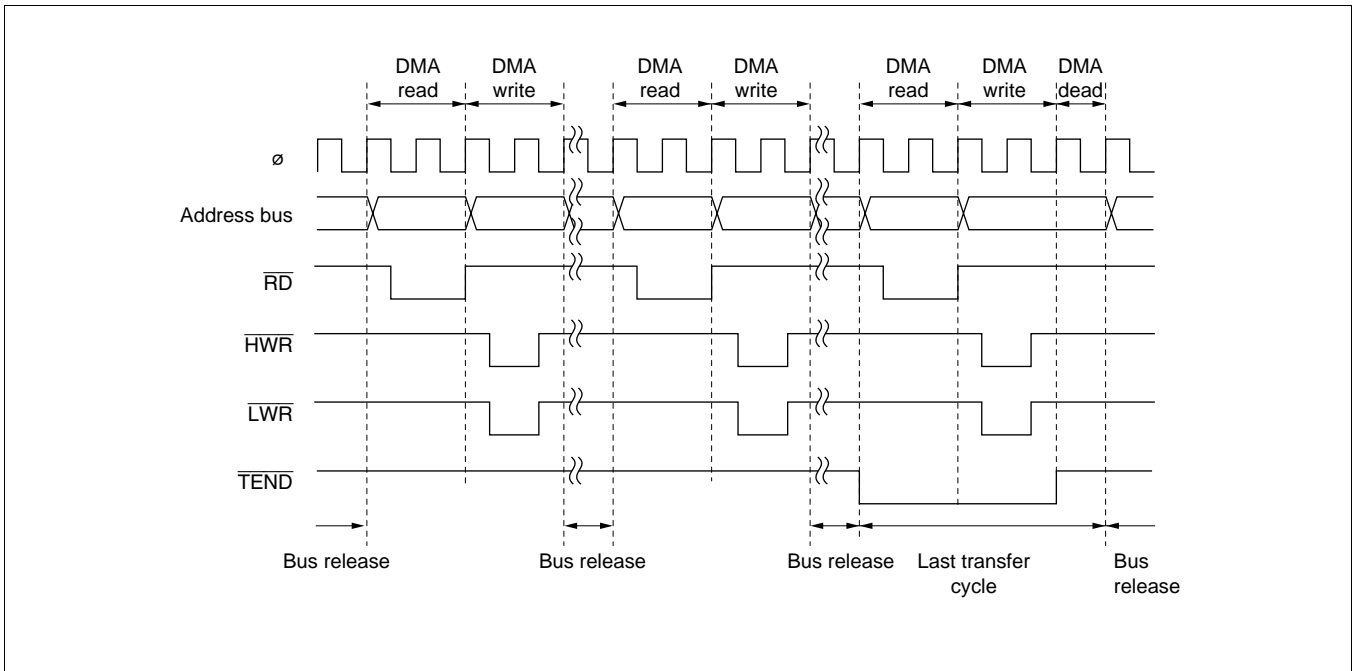 DMA read
DMA write
DMA read
DMA write
DMA read
DMA write
DMA dead
ø
Address bus
RD
HWR
LWR
TEND
Bus release
Bus release
Bus release
Last transfer cycle
Bus release